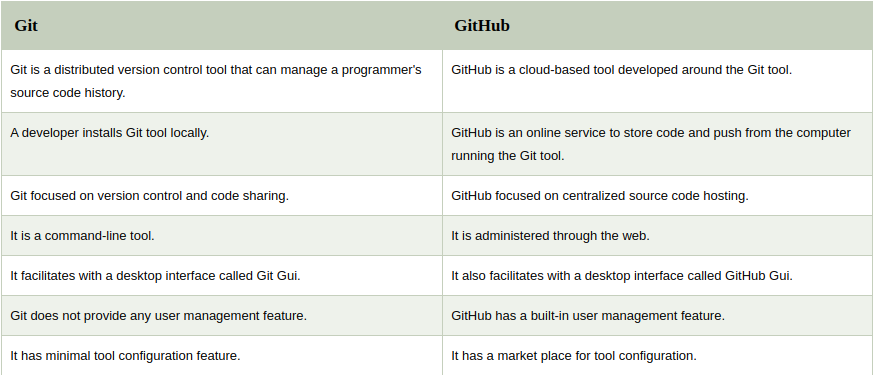 Git
GitHub
Git is a distributed version control tool that can manage a programmer's
source code history.
GitHub is a cloud-based tool developed around the Git tool.
A developer installs Git tool locally.
GitHub is an online service to store code and push from the computer
running the Git tool.
Git focused on version control and code sharing.
GitHub focused on centralized source code hosting.
It is a command-line tool.
It is administered through the web.
It facilitates with a desktop interface called Git Gui.
It also facilitates with a desktop interface called GitHub Gui.
Git does not provide any user management feature.
GitHub has a built-in user management feature.
It has minimal tool configuration feature.
It has a market place for tool configuration.